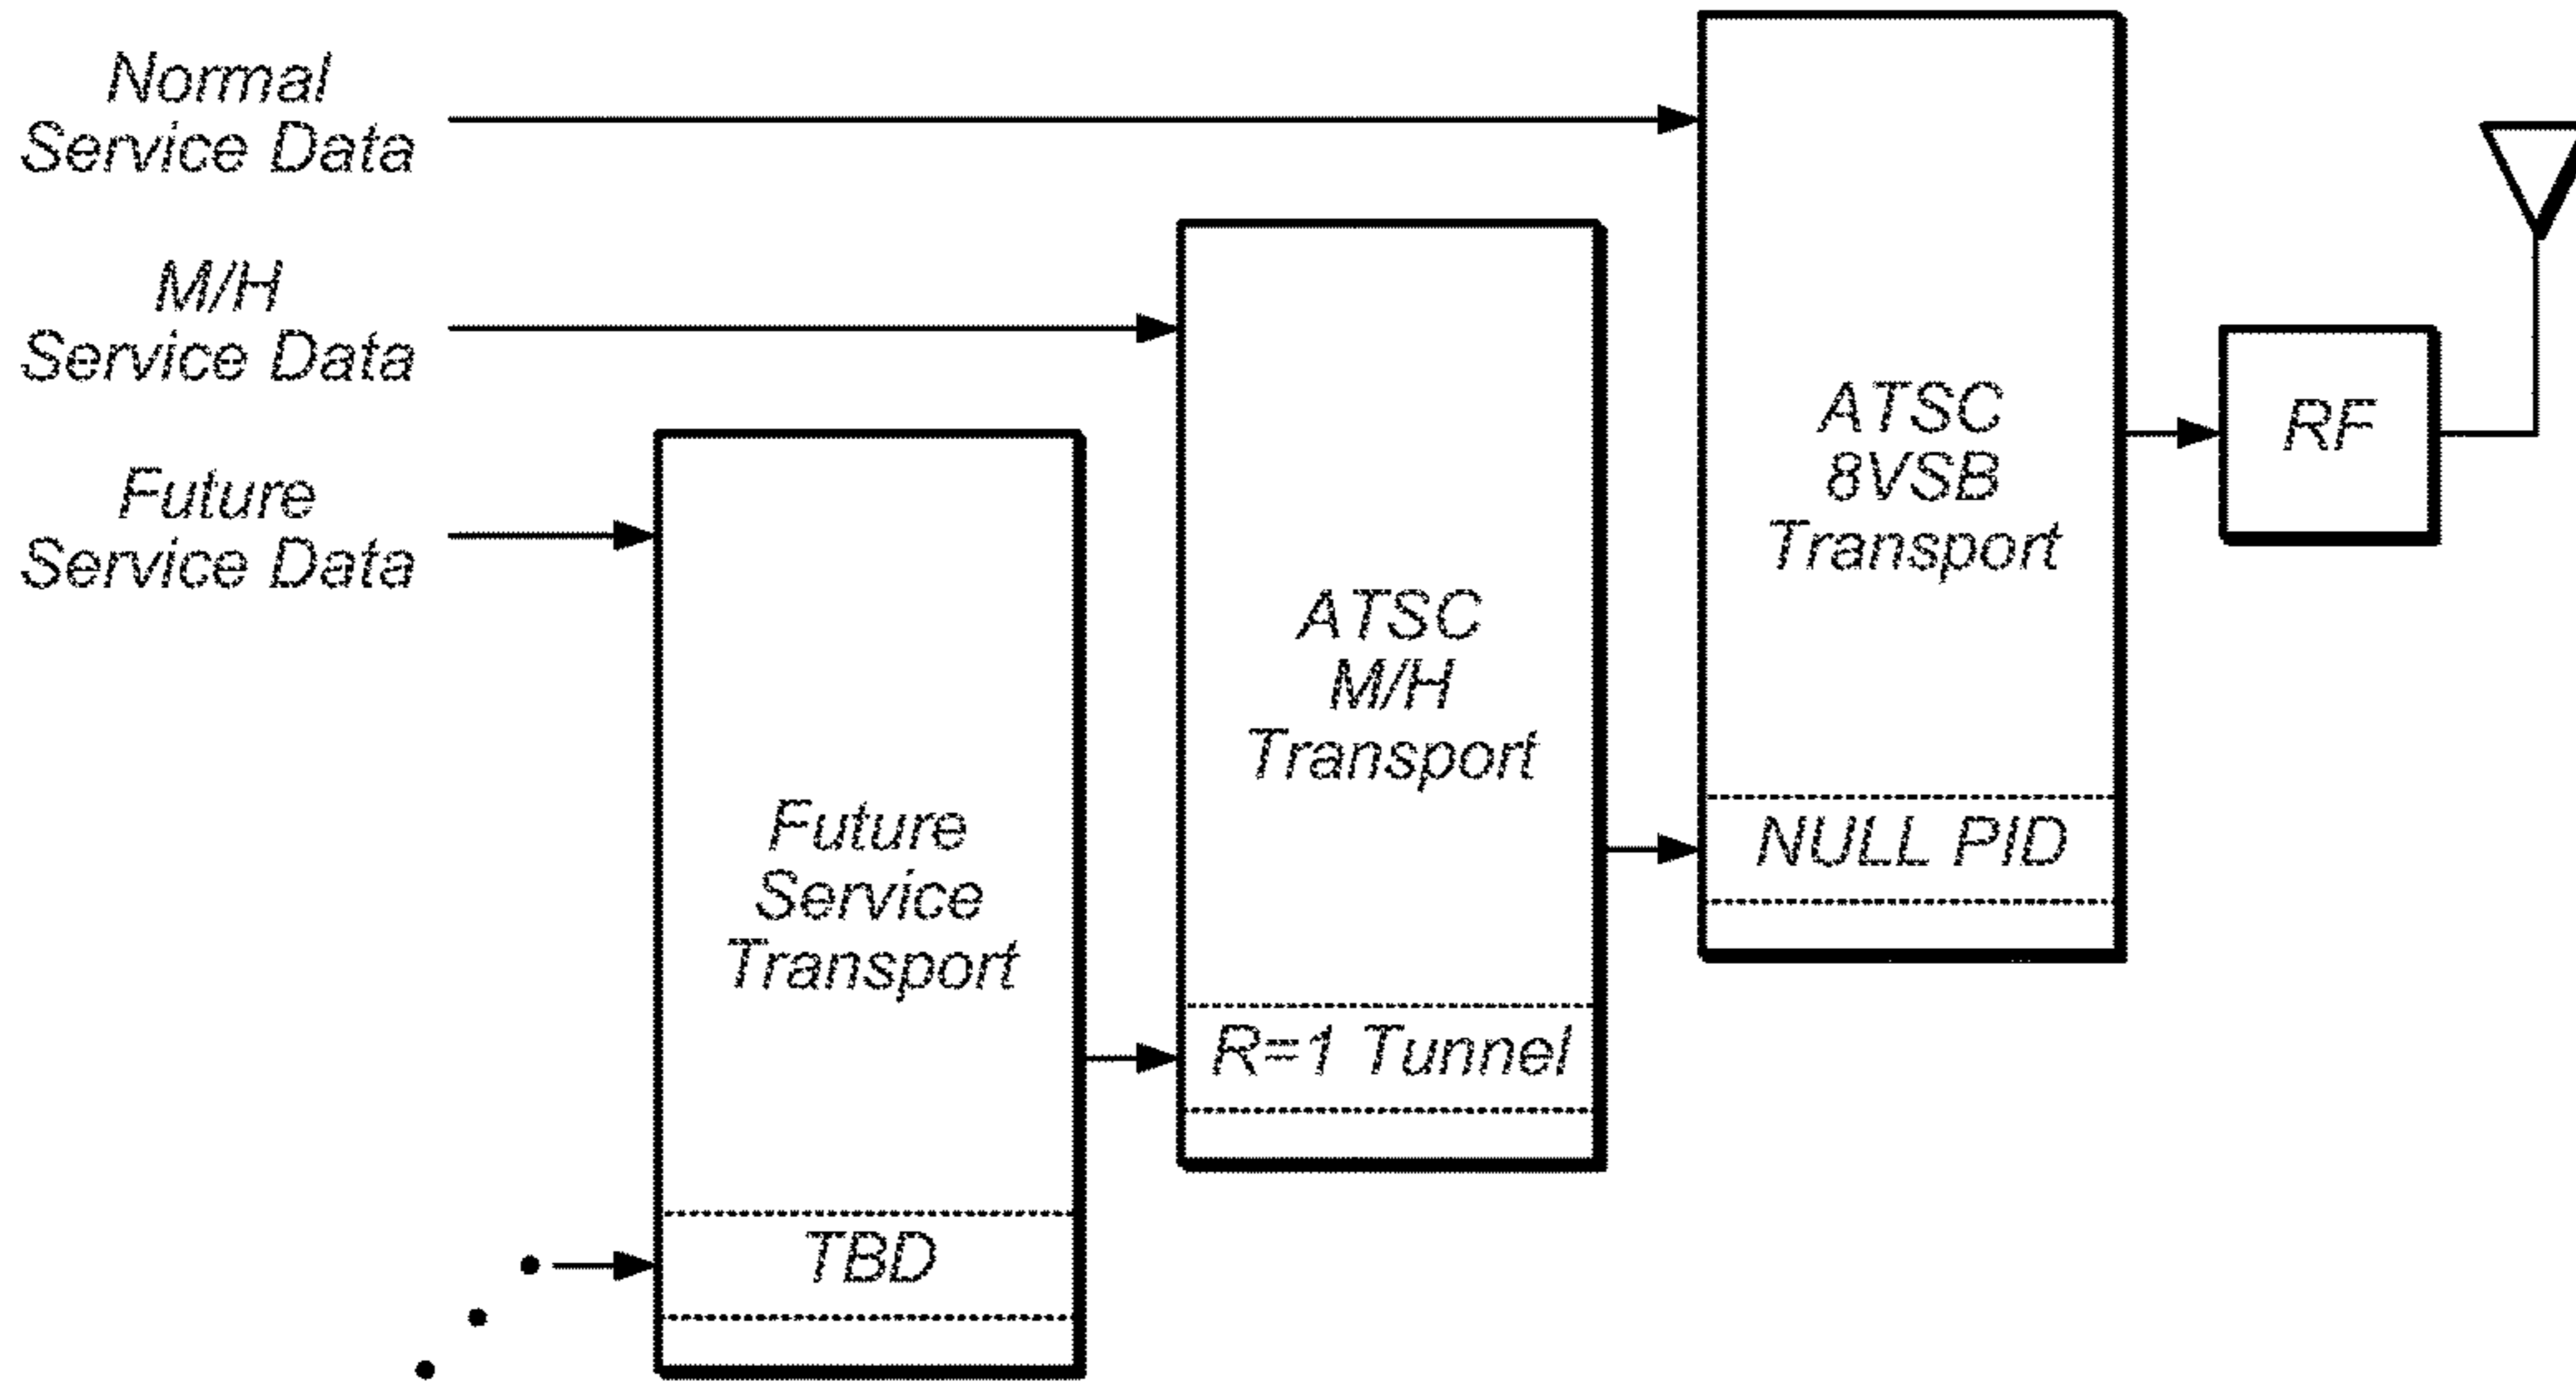 Normal
Service Data
M/H
Service Data
Future
Service Data
Future
Service
Transport
TBD
ATSC
M/H
Transport
R=1 Tunnel
ATSC
8VSB
Transport
NULL PID
RF